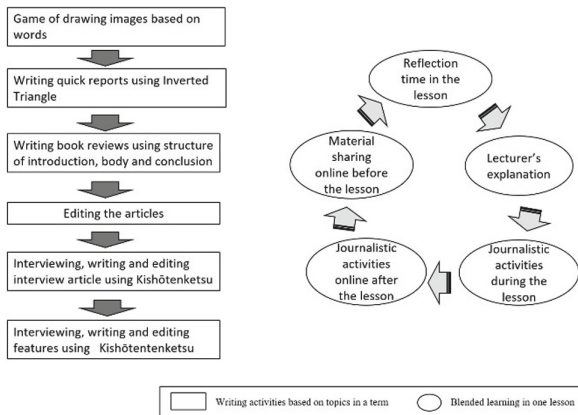 Game of drawing images based on
words
Writing quick reports using Inverted
Triangle
Writing book reviews using structure
of introduction, body and conclusion
Editing the articles
Interviewing, writing and editing
interview article using Kishōtenketsu
Interviewing, writing and editing
features using Kishōtentenketsu
Reflection
time in the
lesson
Lecturer's
explanation
Journalistic
activities
during the
lesson
Journalistic
activities
online after
the lesson
Material
sharing
online before
the lesson
Writing activities based on topics in a term
Blended learning in one lesson